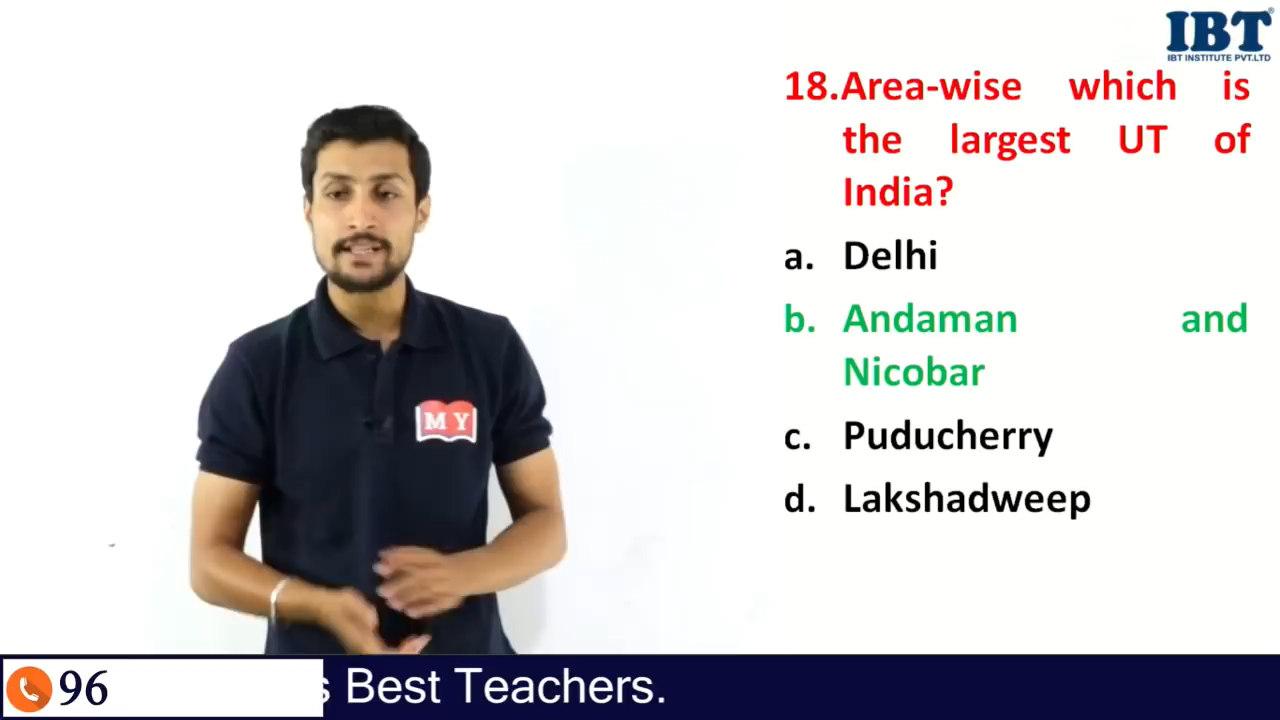 IBT
IBT INSTITUTE PVT.LTD
18.Area-wise which is
the largest UT of
India?
a. Delhi
b. Andaman and
Nicobar
c. Puducherry
d. Lakshadweep
M Y
96
s Best Teachers.